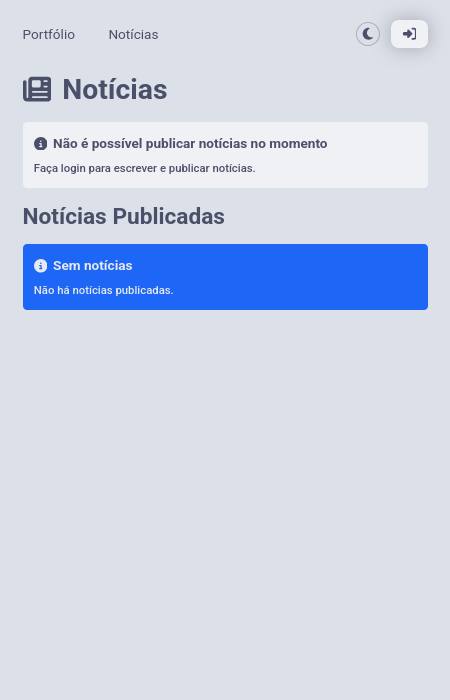 Portfólio Notícias
Notícias
Não é possível publicar notícias no momento
Faça login para escrever e publicar notícias.
Notícias Publicadas
Sem notícias
Não há notícias publicadas.